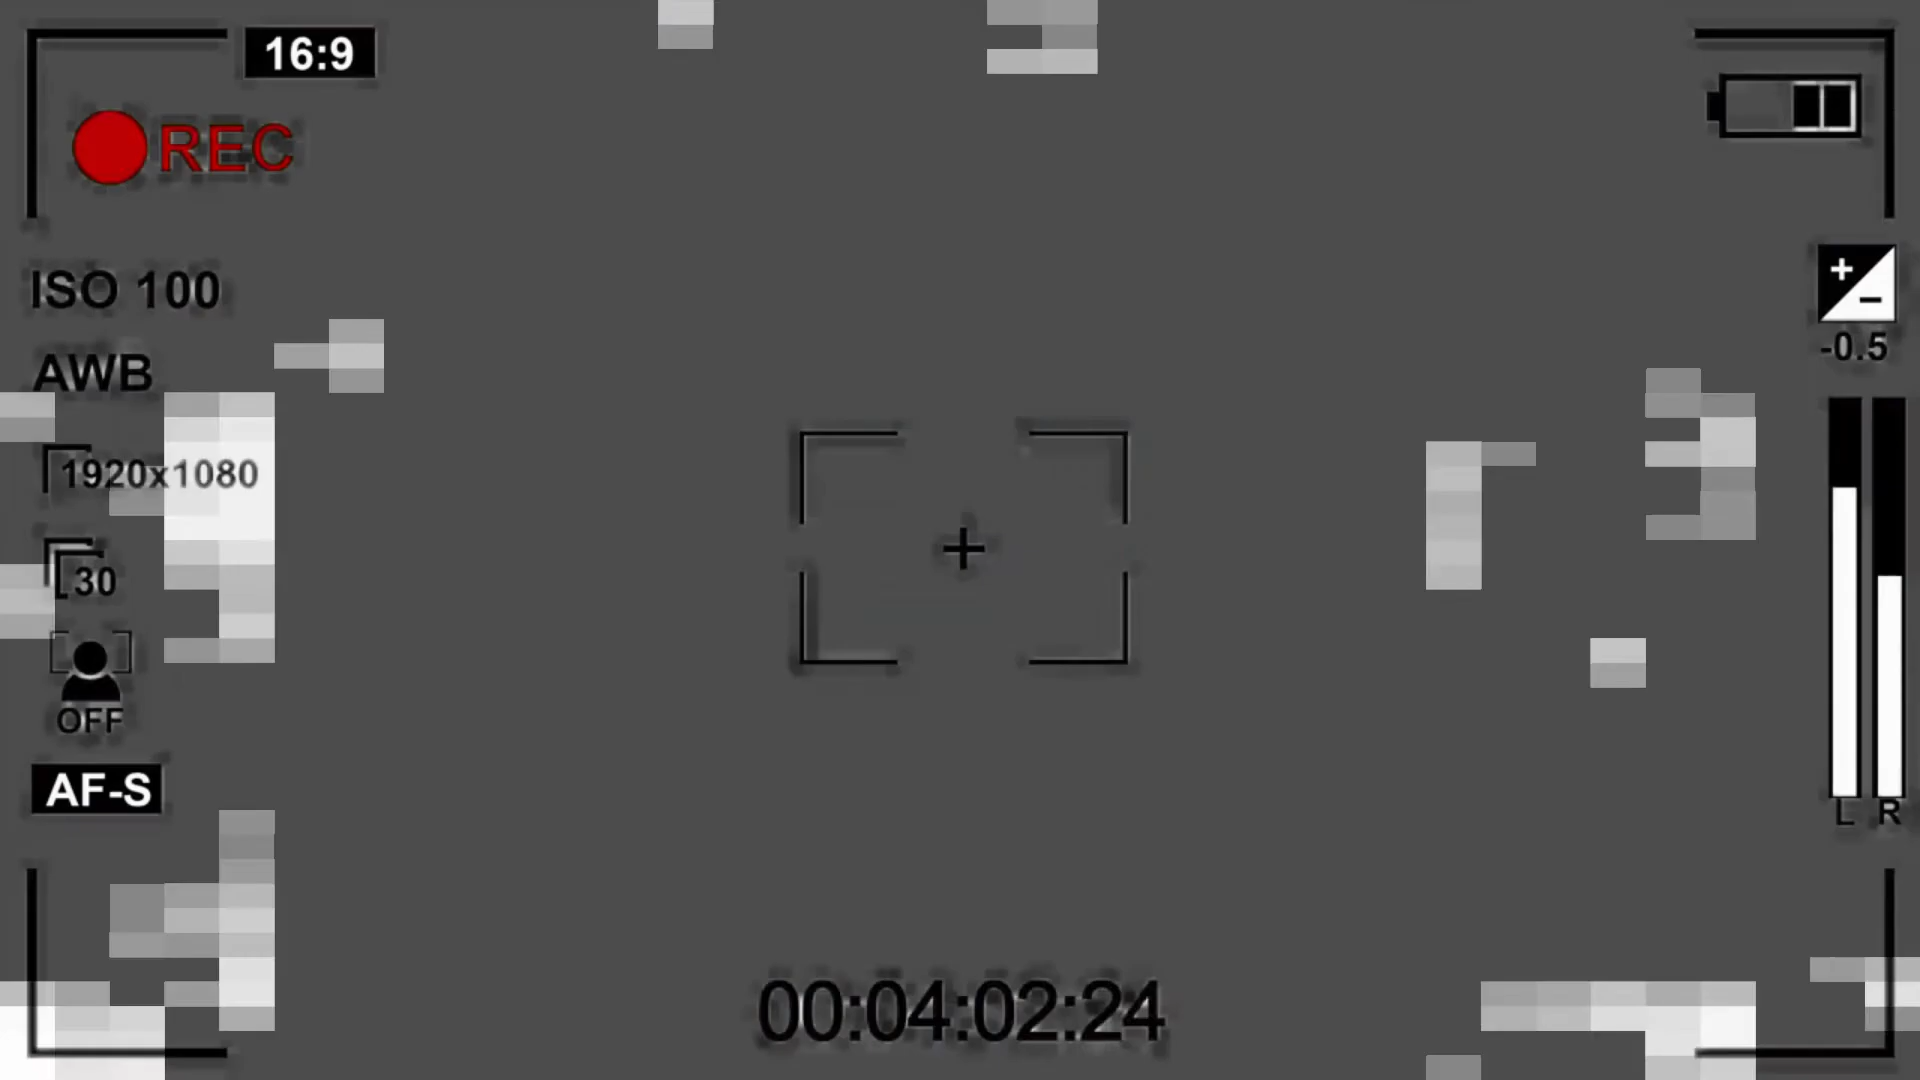 16:9
REC
ISO 100
AWB
-0.5
1920x1080
30
OFF
AF-S
L R
00:04:02:24